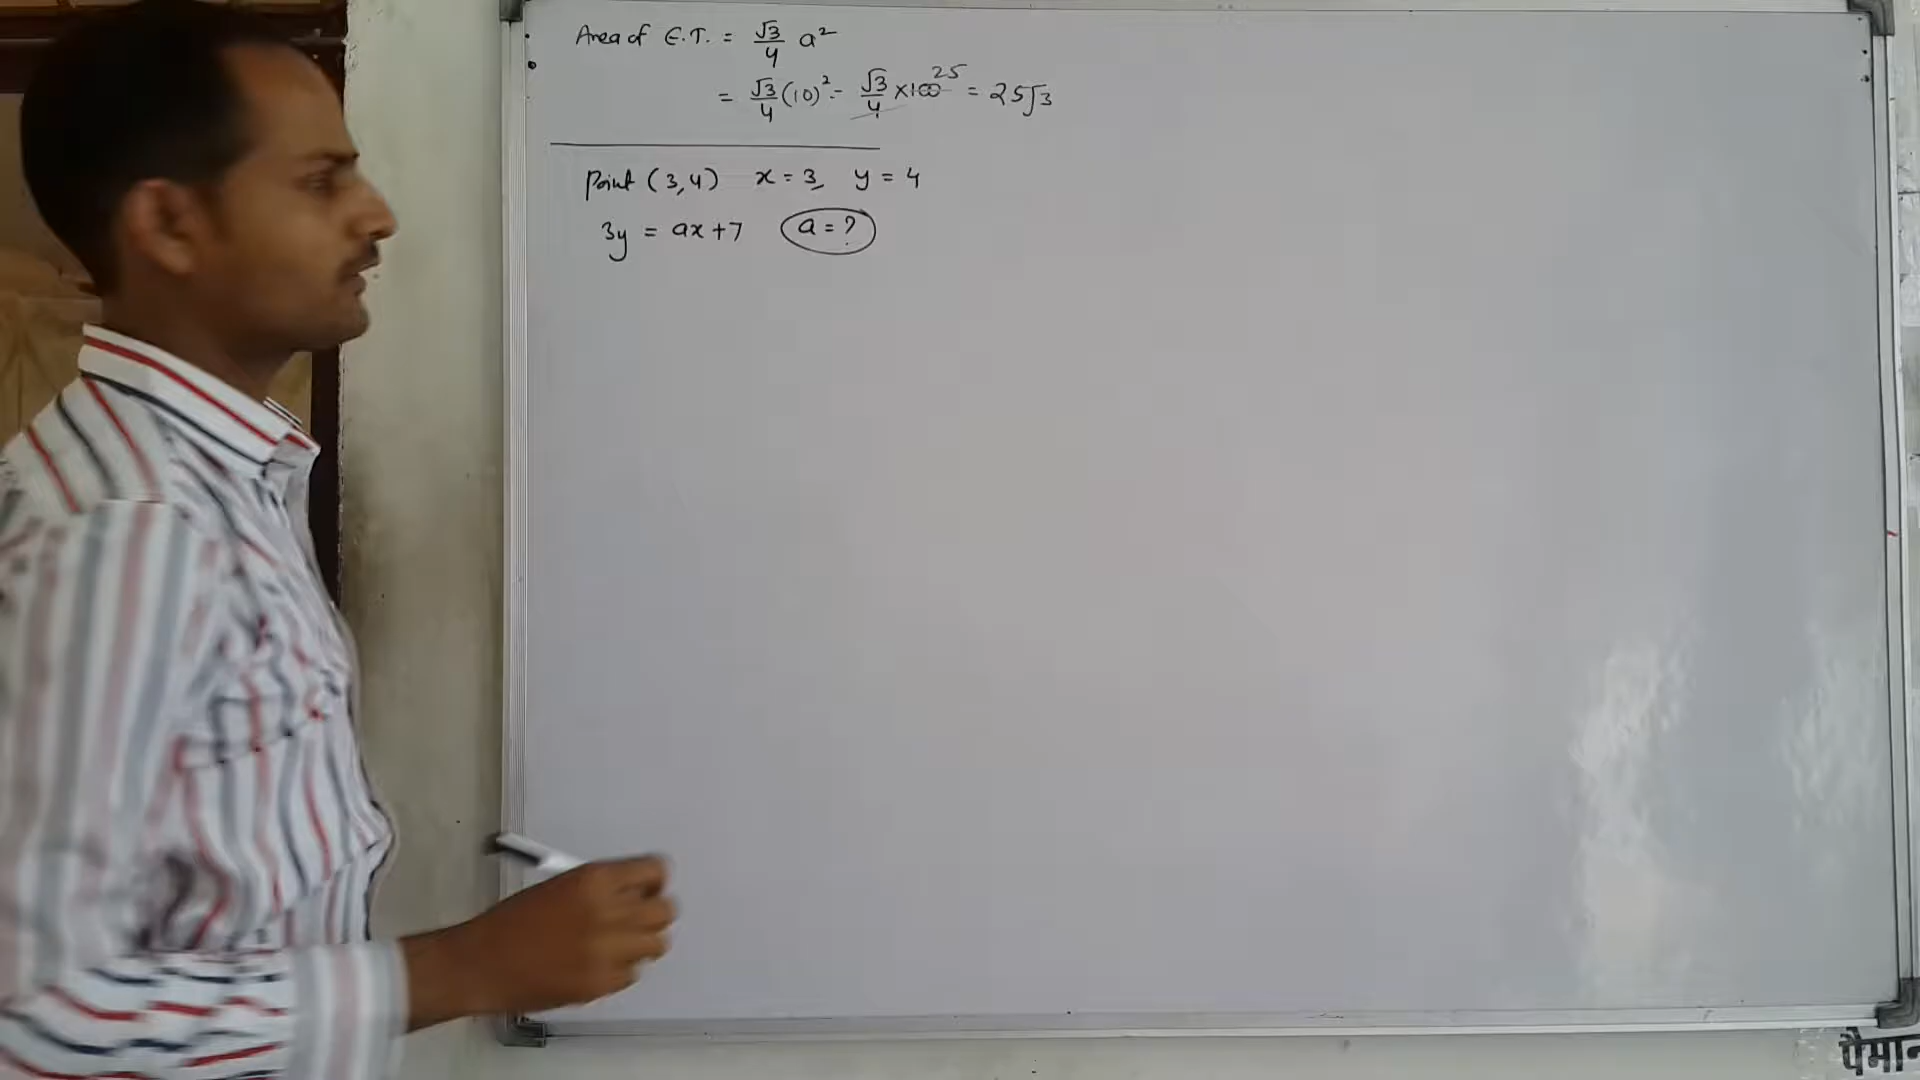 Area of E.T. = √3/4 a²
= √3/4 (10)² = √3/4 × 100 25 = 25√3
Point (3,4) x = 3, y = 4
3y = ax + 7 a = ?
पैमान